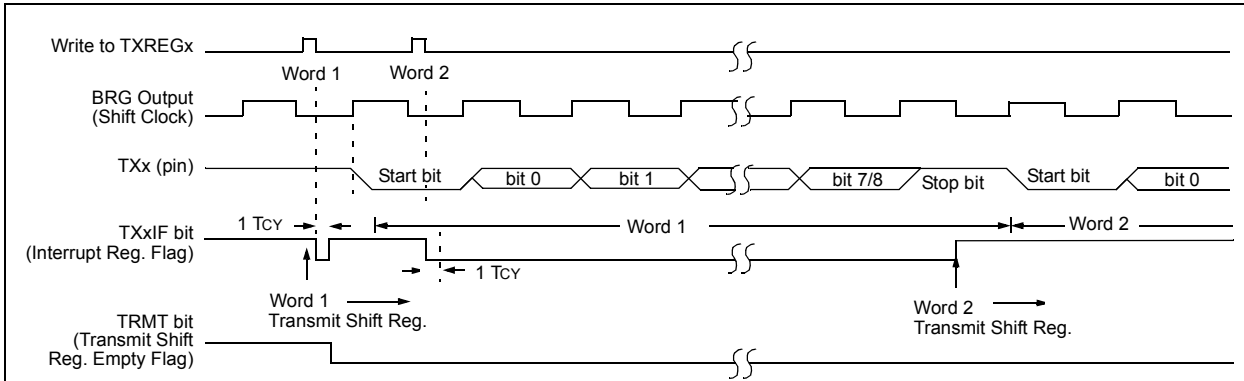 Write to TXREGx
Word 1 Word 2
BRG Output
(Shift Clock)
TXx (pin)
Start bit bit 0 bit 1 bit 7/8 Stop bit Start bit bit 0
1 TCY
Word 1 Word 2
TXxIF bit
(Interrupt Reg. Flag)
1 TCY
Word 1
Transmit Shift Reg.
Word 2
Transmit Shift Reg.
TRMT bit
(Transmit Shift
Reg. Empty Flag)